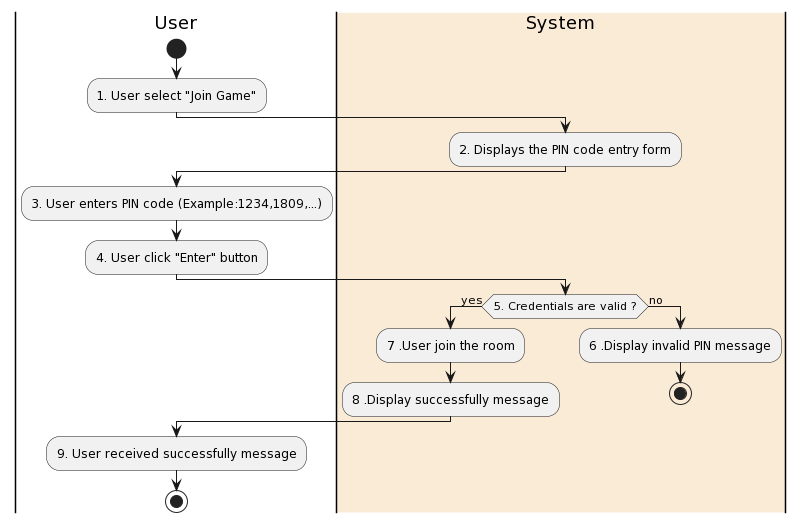 User
System
1. User select "Join Game"
2. Displays the PIN code entry form
3. User enters PIN code (Example:1234,1809,...)
4. User click "Enter" button
yes
5. Credentials are valid ?
no
7 .User join the room
6 .Display invalid PIN message
8 .Display successfully message
9. User received successfully message